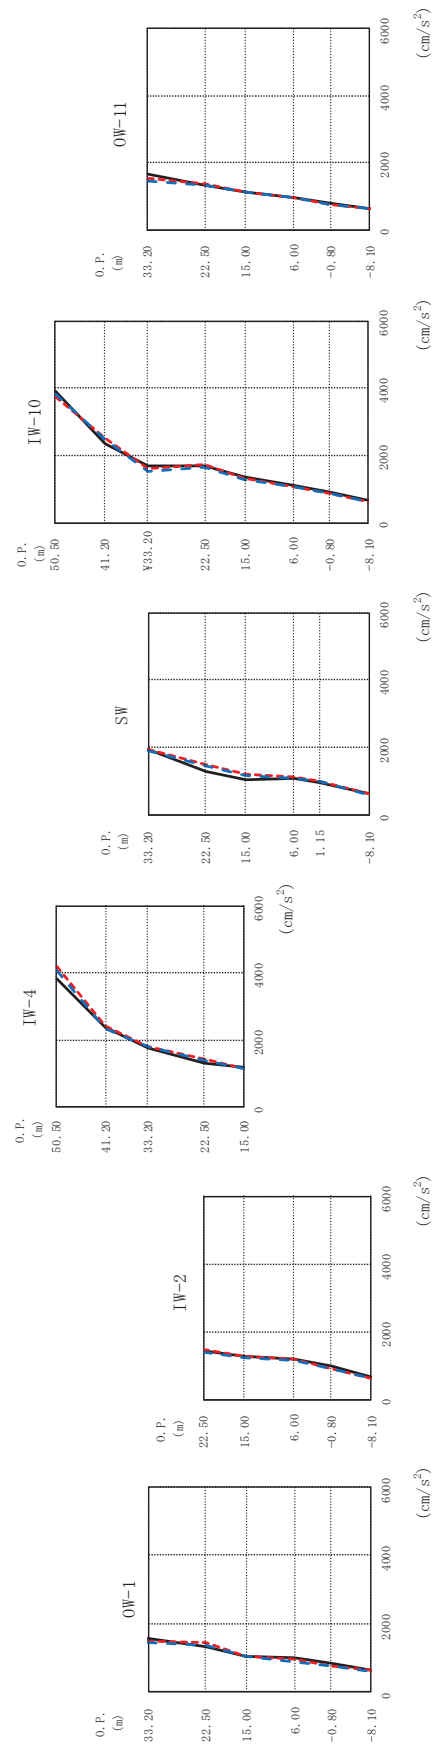 OW-11
O.P.
(m)
33.20
22.50
15.00
6.00
-0.80
-8.10
0
2000
4000
6000
(cm/s²)
IW-10
O.P.
(m)
50.50
41.20
¥33.20
22.50
15.00
6.00
-0.80
-8.10
0
2000
4000
6000
(cm/s²)
SW
O.P.
(m)
33.20
22.50
15.00
6.00
1.15
-8.10
0
2000
4000
6000
(cm/s²)
IW-4
O.P.
(m)
50.50
41.20
33.20
22.50
15.00
0
2000
4000
6000
(cm/s²)
IW-2
O.P.
(m)
22.50
15.00
6.00
-0.80
-8.10
0
2000
4000
6000
(cm/s²)
OW-1
O.P.
(m)
33.20
22.50
15.00
6.00
-0.80
-8.10
0
2000
4000
6000
(cm/s²)